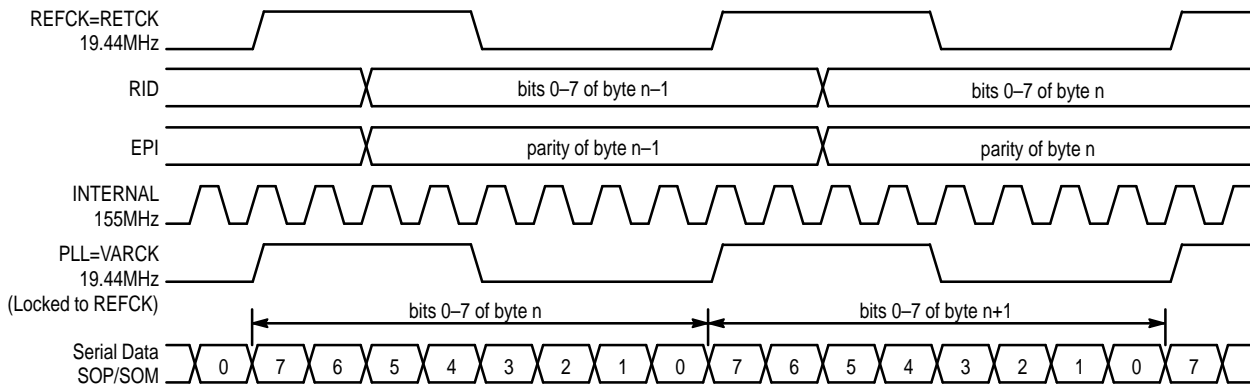 REFCK=RETCK
19.44MHz
RID
bits 0–7 of byte n–1
bits 0–7 of byte n
EPI
parity of byte n–1
parity of byte n
INTERNAL
155MHz
PLL=VARCK
19.44MHz
(Locked to REFCK)
bits 0–7 of byte n
bits 0–7 of byte n+1
Serial Data
SOP/SOM
0 7 6 5 4 3 2 1 0 7 6 5 4 3 2 1 0 7